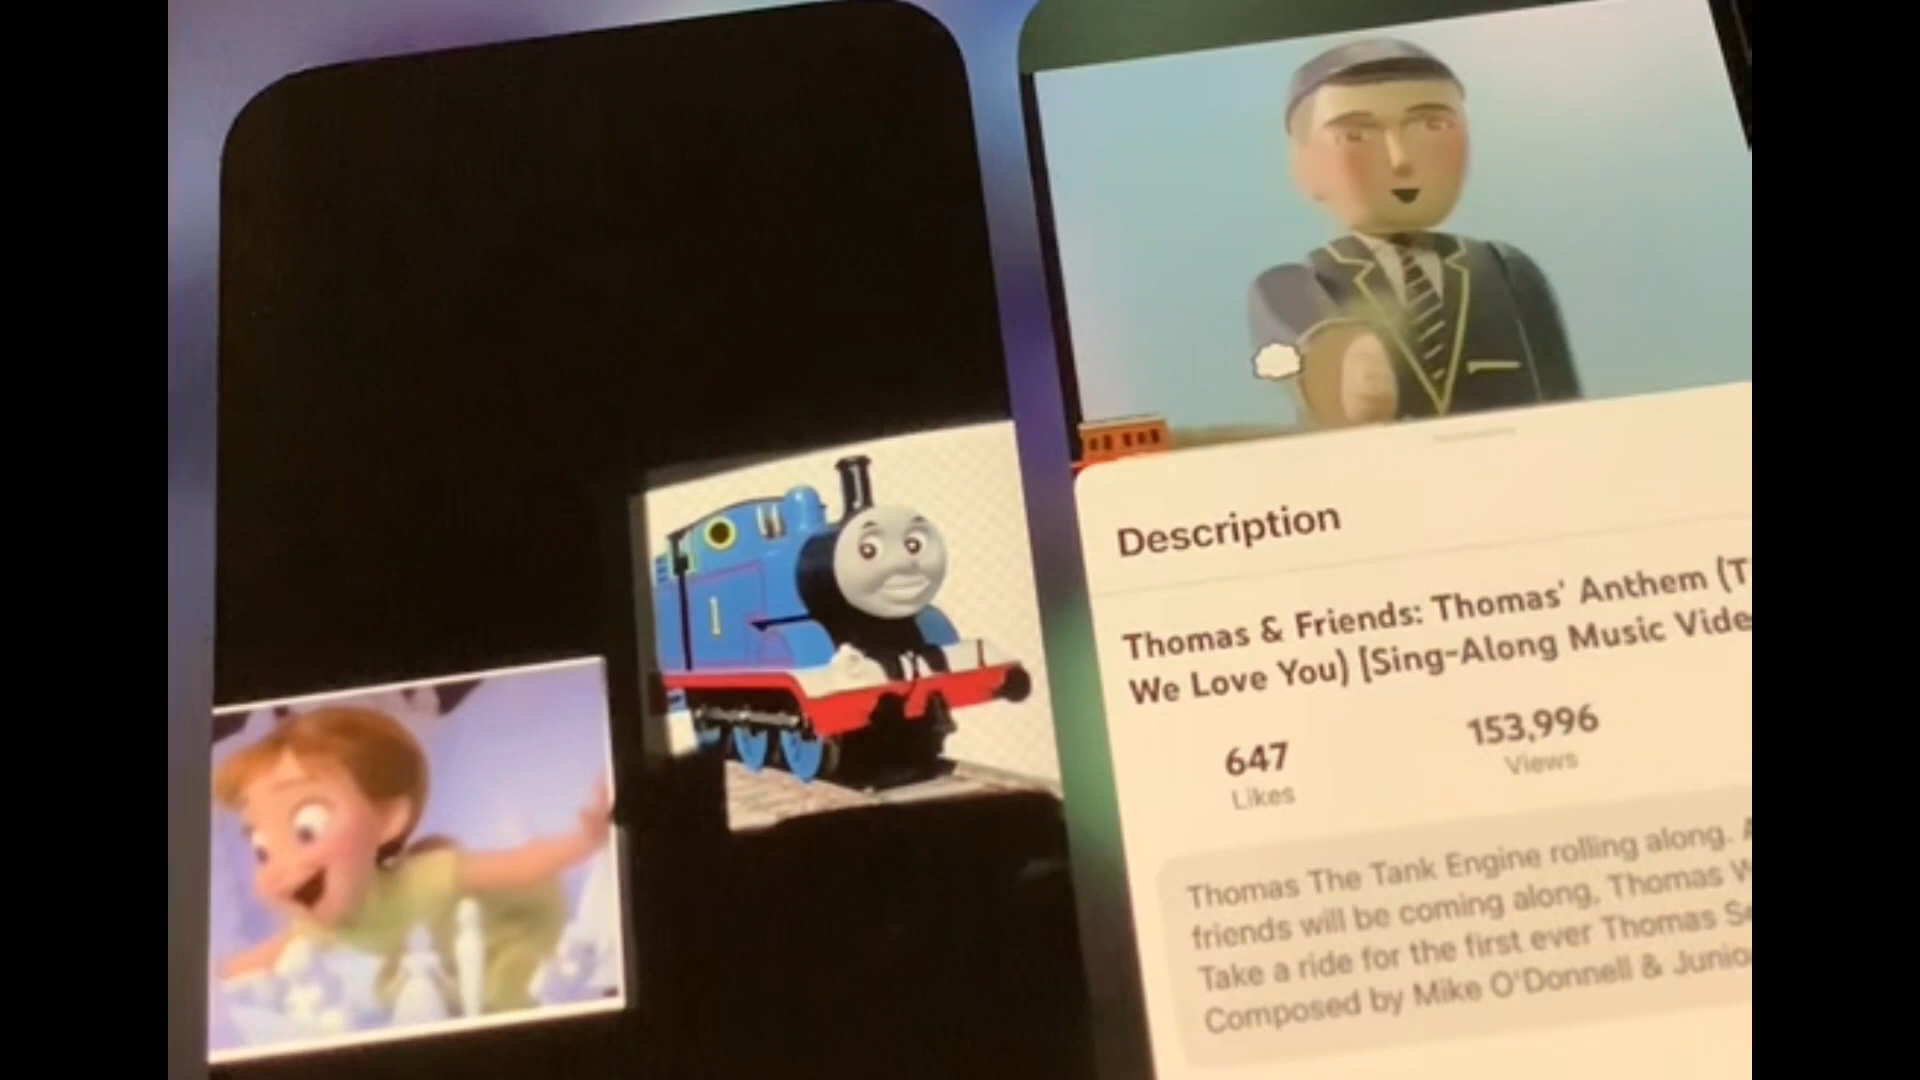 1
Description
Thomas & Friends: Thomas' Anthem (T
We Love You) [Sing-Along Music Vide
647
Likes
153,996
Views
Thomas The Tank Engine rolling along. A
friends will be coming along, Thomas W
Take a ride for the first ever Thomas So
Composed by Mike O'Donnell & Junio